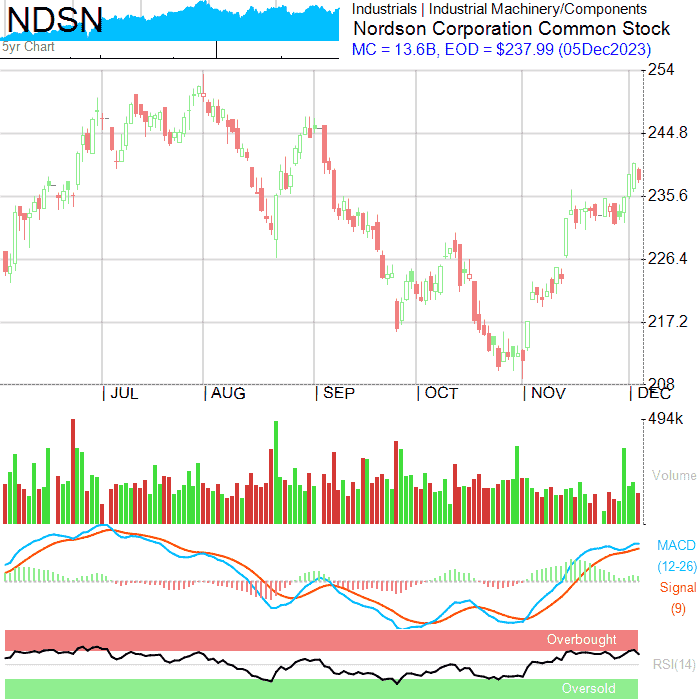 NDSN
5yr Chart
Industrials | Industrial Machinery/Components
Nordson Corporation Common Stock
MC = 13.6B, EOD = $237.99 (05Dec2023)
254
244.8
235.6
226.4
217.2
208
| JUL | AUG | SEP | OCT | NOV | DEC
494k
Volume
MACD
(12-26)
Signal
(9)
Overbought
RSI(14)
Oversold